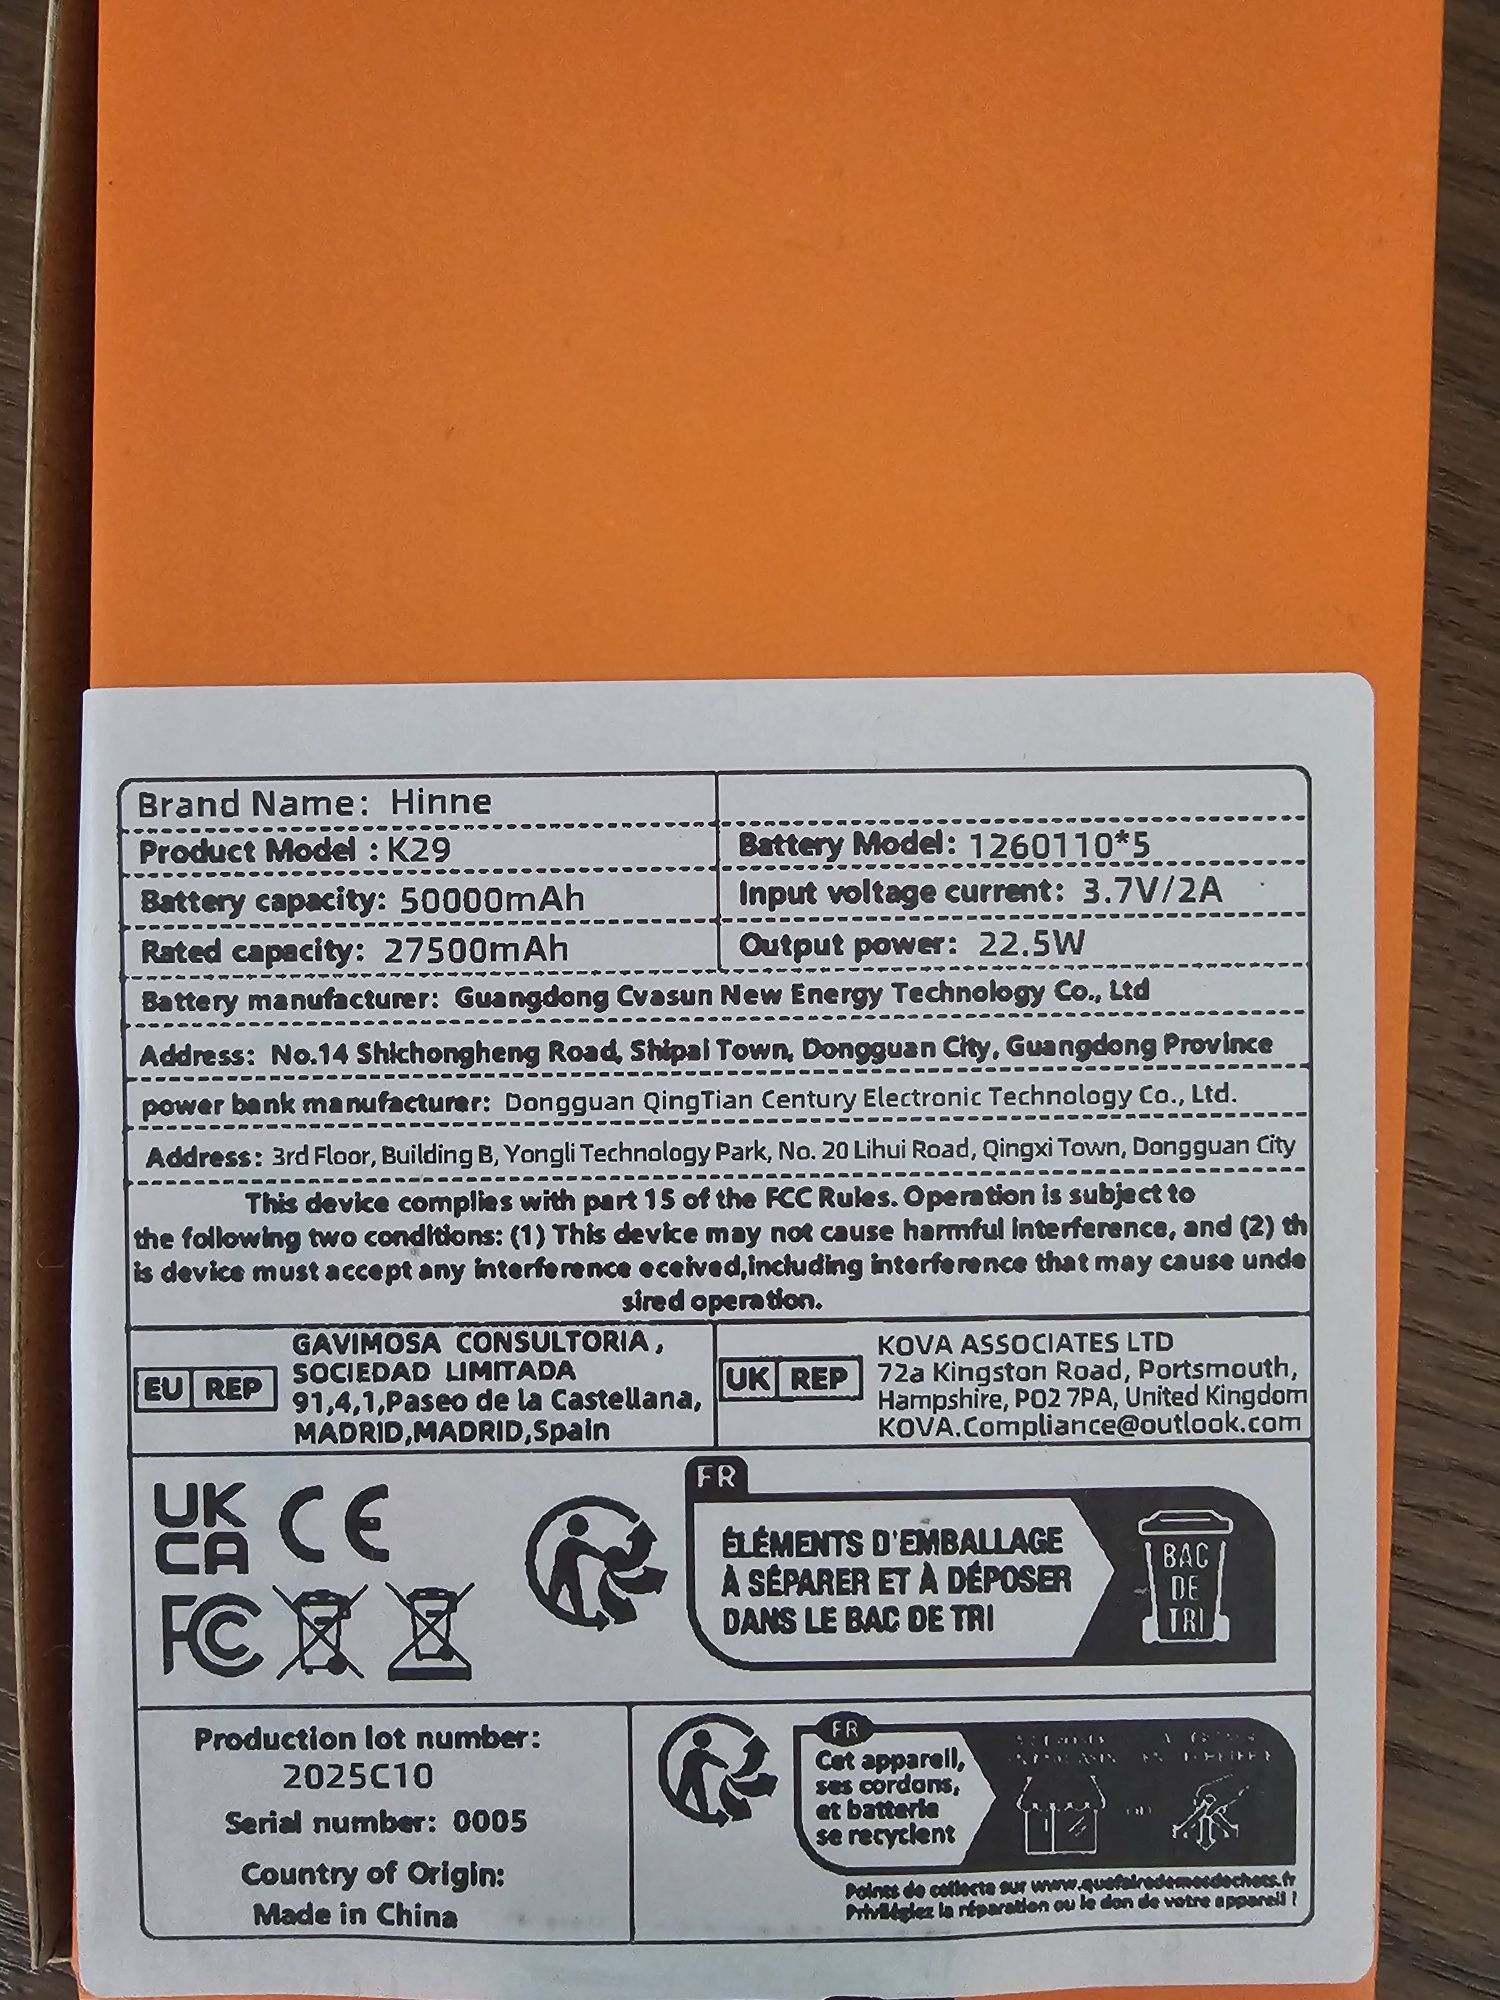 Brand Name: Hinne
Product Model : K29
Battery Model: 1260110*5
Battery capacity: 50000mAh
Input voltage current: 3.7V/2A
Rated capacity: 27500mAh
Output power: 22.5W
Battery manufacturer: Guangdong Cvasun New Energy Technology Co., Ltd
Address: No.14 Shichongheng Road, Shipai Town, Dongguan City, Guangdong Province
power bank manufacturer: Dongguan QingTian Century Electronic Technology Co., Ltd.
Address: 3rd Floor, Building B, Yongli Technology Park, No. 20 Lihui Road, Qingxi Town, Dongguan City
This device complies with part 15 of the FCC Rules. Operation is subject to
the following two conditions: (1) This device may not cause harmful interference, and (2) th
is device must accept any interference eceived,including interference that may cause unde
sired operation.
EU REP
GAVIMOSA CONSULTORIA,
SOCIEDAD LIMITADA
91,4,1,Paseo de la Castellana,
MADRID,MADRID,Spain
UK REP
KOVA ASSOCIATES LTD
72a Kingston Road, Portsmouth,
Hampshire, PO2 7PA, United Kingdom
KOVA.Compliance@outlook.com
UK
CA
CE
FC
FR
ÉLÉMENTS D'EMBALLAGE
À SÉPARER ET À DÉPOSER
DANS LE BAC DE TRI
BAC
DE
TRI
Production lot number:
2025C10
Serial number: 0005
Country of Origin:
Made in China
FR
Cet appareil,
ses cordons,
et batterie
se recyclent
Points de collecte sur www.quefairedemesdechets.fr
Privilégiez la réparation ou le don de votre appareil !